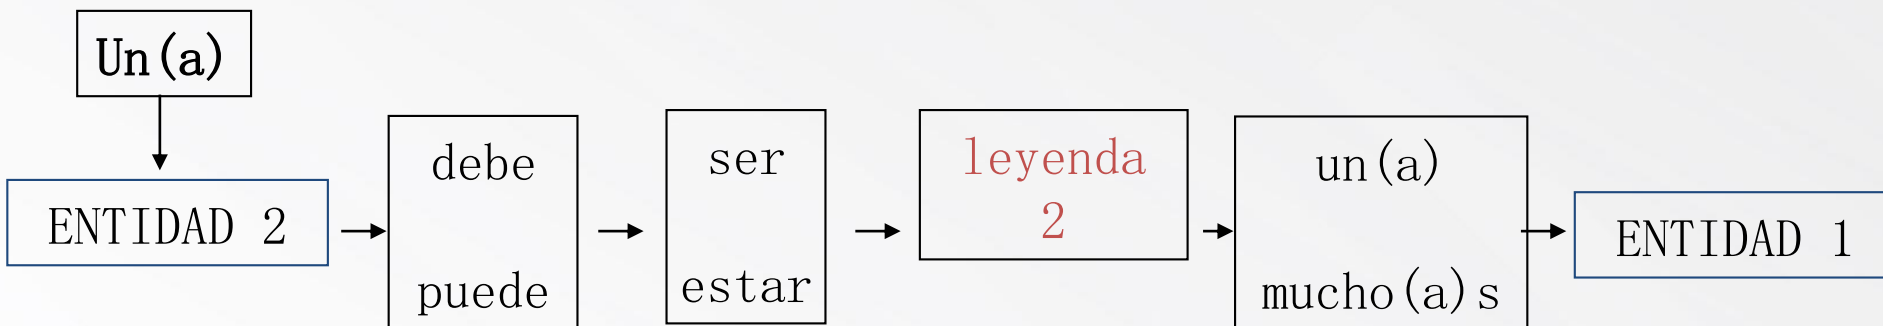 Un(a)
ENTIDAD 2
debe
puede
ser
estar
leyenda
2
un(a)
mucho(a)s
ENTIDAD 1